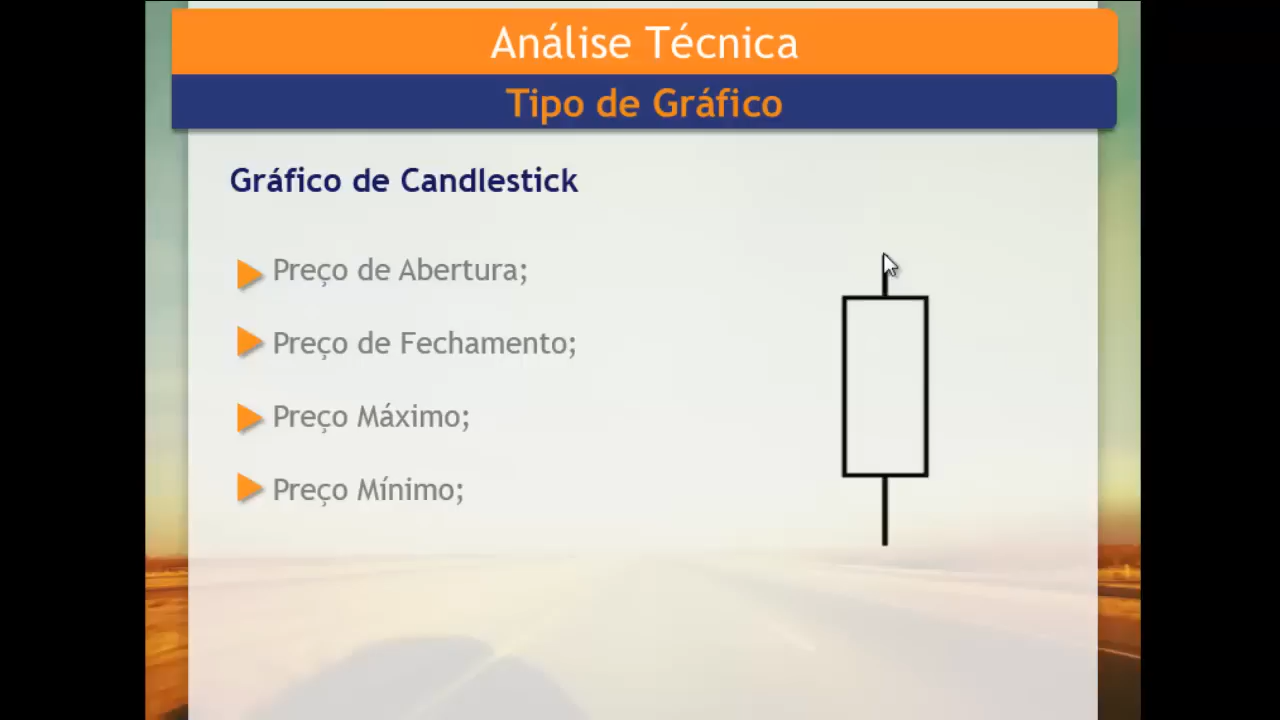 Análise Técnica
Tipo de Gráfico
Gráfico de Candlestick
Preço de Abertura;
Preço de Fechamento;
Preço Máximo;
Preço Mínimo;